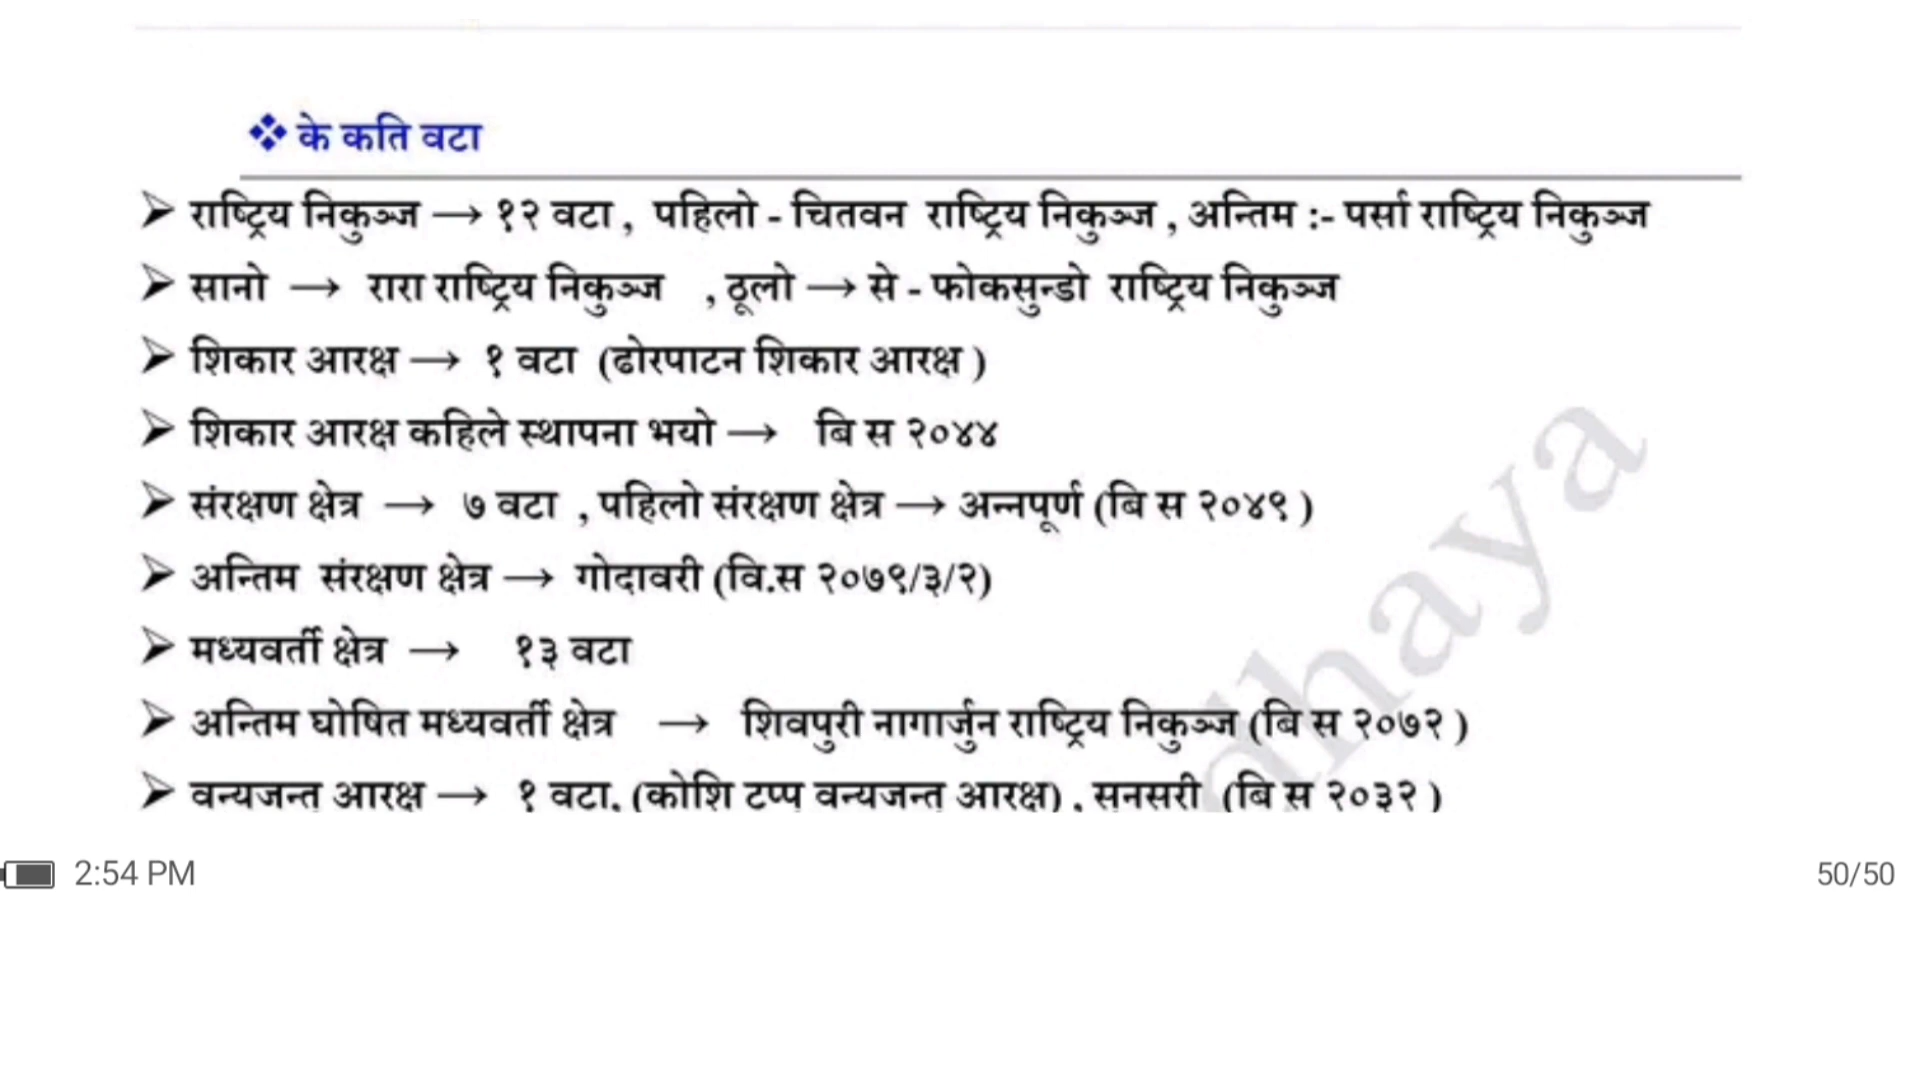 ❖ के कति वटा
➢ राष्ट्रिय निकुञ्ज → १२ वटा , पहिलो - चितवन राष्ट्रिय निकुञ्ज , अन्तिम :- पर्सा राष्ट्रिय निकुञ्ज
➢ सानो → रारा राष्ट्रिय निकुञ्ज , ठूलो → से - फोकसुन्डो राष्ट्रिय निकुञ्ज
➢ शिकार आरक्ष → १ वटा (ढोरपाटन शिकार आरक्ष )
➢ शिकार आरक्ष कहिले स्थापना भयो → बि स २०४४
➢ संरक्षण क्षेत्र → ७ वटा , पहिलो संरक्षण क्षेत्र → अन्नपूर्ण (बि स २०४९ )
➢ अन्तिम संरक्षण क्षेत्र → गोदावरी (वि.स २०७९/३/२)
➢ मध्यवर्ती क्षेत्र → १३ वटा
➢ अन्तिम घोषित मध्यवर्ती क्षेत्र → शिवपुरी नागार्जुन राष्ट्रिय निकुञ्ज (बि स २०७२ )
➢ वन्यजन्तु आरक्ष → १ वटा, (कोशि टप्पु वन्यजन्तु आरक्ष) , सुनसरी (बि स २०३२ )
dhaya
2:54 PM
50/50